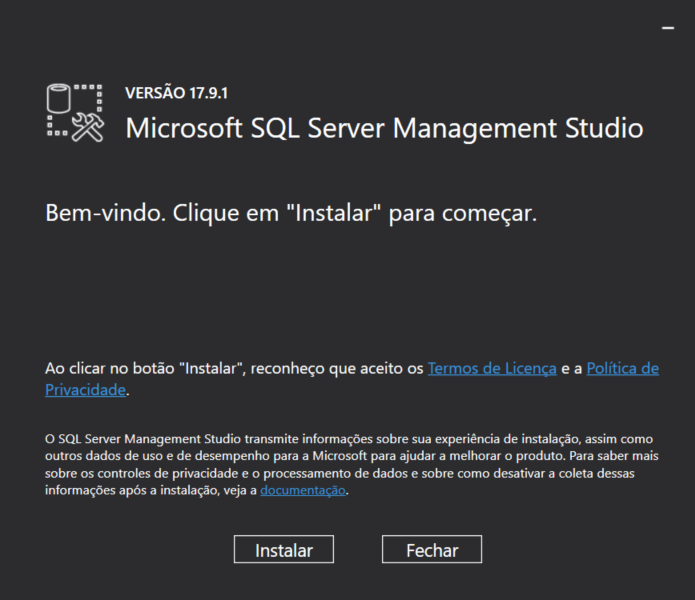 VERSÃO 17.9.1
Microsoft SQL Server Management Studio
Bem-vindo. Clique em "Instalar" para começar.
Ao clicar no botão "Instalar", reconheço que aceito os Termos de Licença e a Política de
Privacidade.
O SQL Server Management Studio transmite informações sobre sua experiência de instalação, assim como
outros dados de uso e de desempenho para a Microsoft para ajudar a melhorar o produto. Para saber mais
sobre os controles de privacidade e o processamento de dados e sobre como desativar a coleta dessas
informações após a instalação, veja a documentação.
Instalar
Fechar